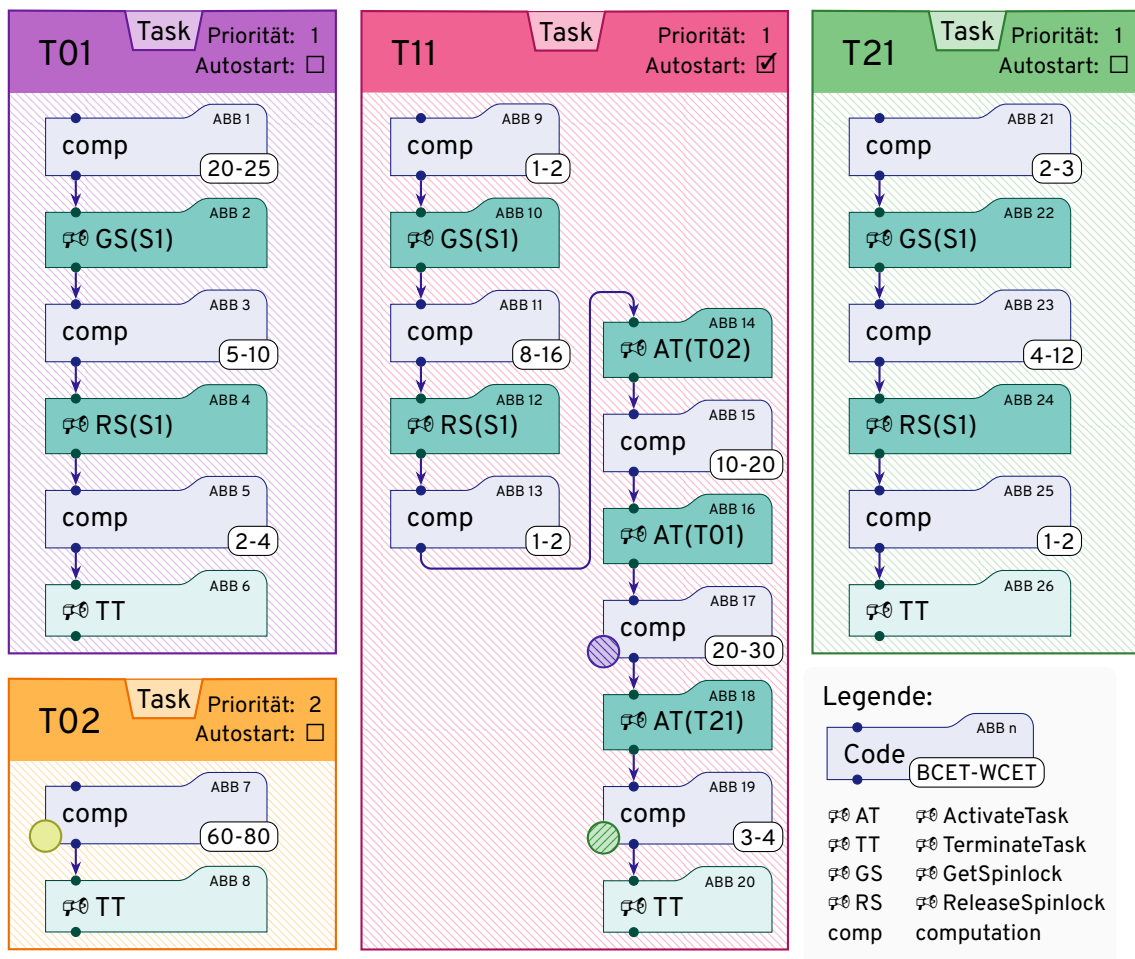 T01
Task
Priorität: 1
Autostart: ☐
ABB 1
comp
20-25
ABB 2
GS(S1)
ABB 3
comp
5-10
ABB 4
RS(S1)
ABB 5
comp
2-4
ABB 6
TT
T02
Task
Priorität: 2
Autostart: ☐
ABB 7
comp
60-80
ABB 8
TT
T11
Task
Priorität: 1
Autostart: ☑
ABB 9
comp
1-2
ABB 10
GS(S1)
ABB 11
comp
8-16
ABB 12
RS(S1)
ABB 13
comp
1-2
ABB 14
AT(T02)
ABB 15
comp
10-20
ABB 16
AT(T01)
ABB 17
comp
20-30
ABB 18
AT(T21)
ABB 19
comp
3-4
ABB 20
TT
T21
Task
Priorität: 1
Autostart: ☐
ABB 21
comp
2-3
ABB 22
GS(S1)
ABB 23
comp
4-12
ABB 24
RS(S1)
ABB 25
comp
1-2
ABB 26
TT
Legende:
ABB n
Code
BCET-WCET
AT ActivateTask
TT TerminateTask
GS GetSpinlock
RS ReleaseSpinlock
comp computation